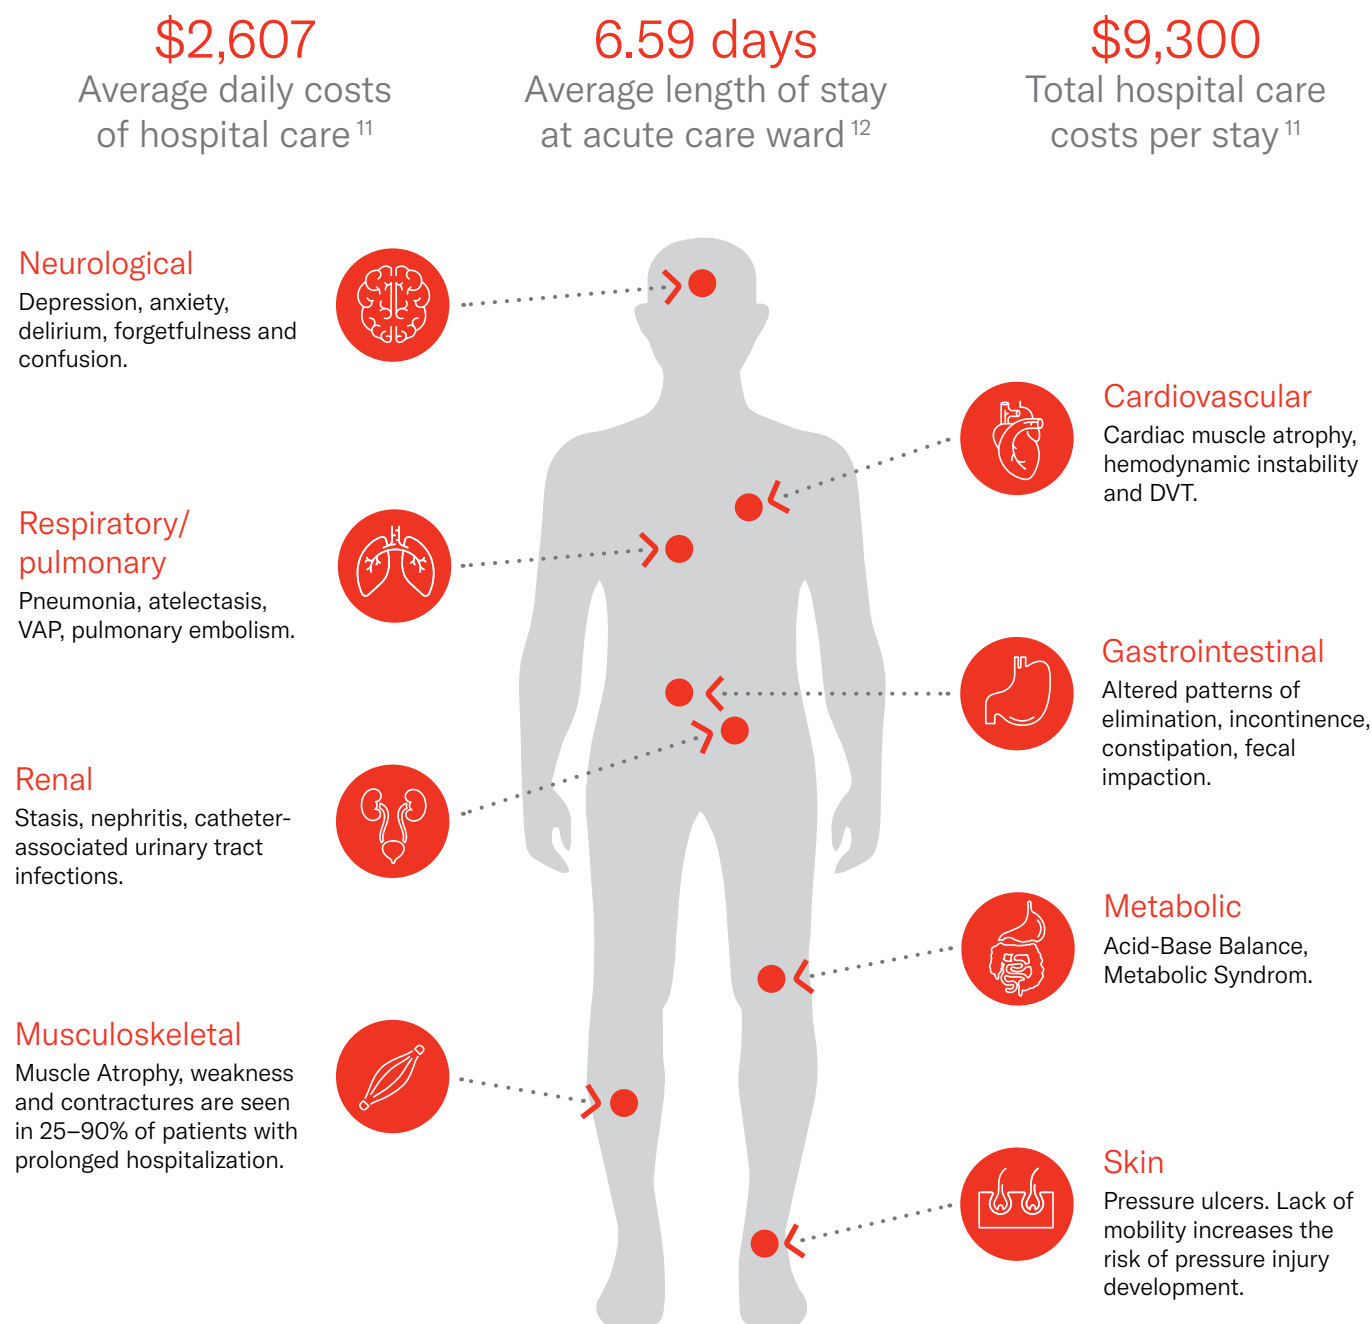 $2,607
Average daily costs
of hospital care 11
6.59 days
Average length of stay
at acute care ward 12
$9,300
Total hospital care
costs per stay 11
Neurological
Depression, anxiety,
delirium, forgetfulness and
confusion.
Cardiovascular
Cardiac muscle atrophy,
hemodynamic instability
and DVT.
Respiratory/
pulmonary
Pneumonia, atelectasis,
VAP, pulmonary embolism.
Gastrointestinal
Altered patterns of
elimination, incontinence,
constipation, fecal
impaction.
Renal
Stasis, nephritis, catheter-
associated urinary tract
infections.
Metabolic
Acid-Base Balance,
Metabolic Syndrom.
Musculoskeletal
Muscle Atrophy, weakness
and contractures are seen
in 25–90% of patients with
prolonged hospitalization.
Skin
Pressure ulcers. Lack of
mobility increases the
risk of pressure injury
development.